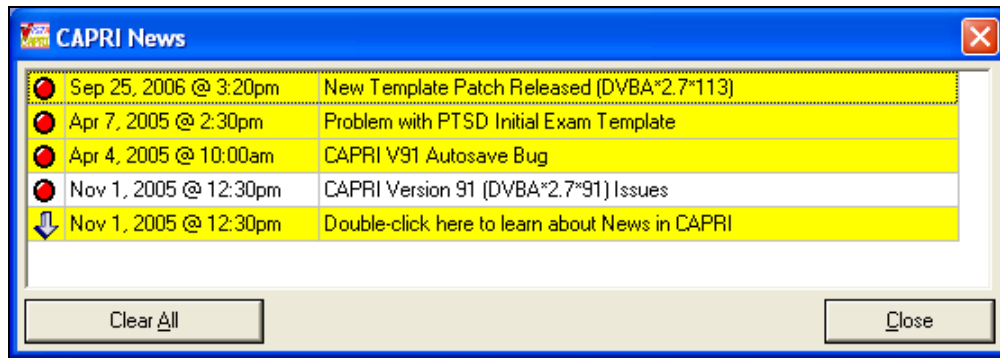 CAPRI News
Sep 25, 2006 @ 3:20pm New Template Patch Released (DVBA*2.7*113)
Apr 7, 2005 @ 2:30pm Problem with PTSD Initial Exam Template
Apr 4, 2005 @ 10:00am CAPRI V91 Autosave Bug
Nov 1, 2005 @ 12:30pm CAPRI Version 91 (DVBA*2.7*91) Issues
Nov 1, 2005 @ 12:30pm Double-click here to learn about News in CAPRI
Clear All Close